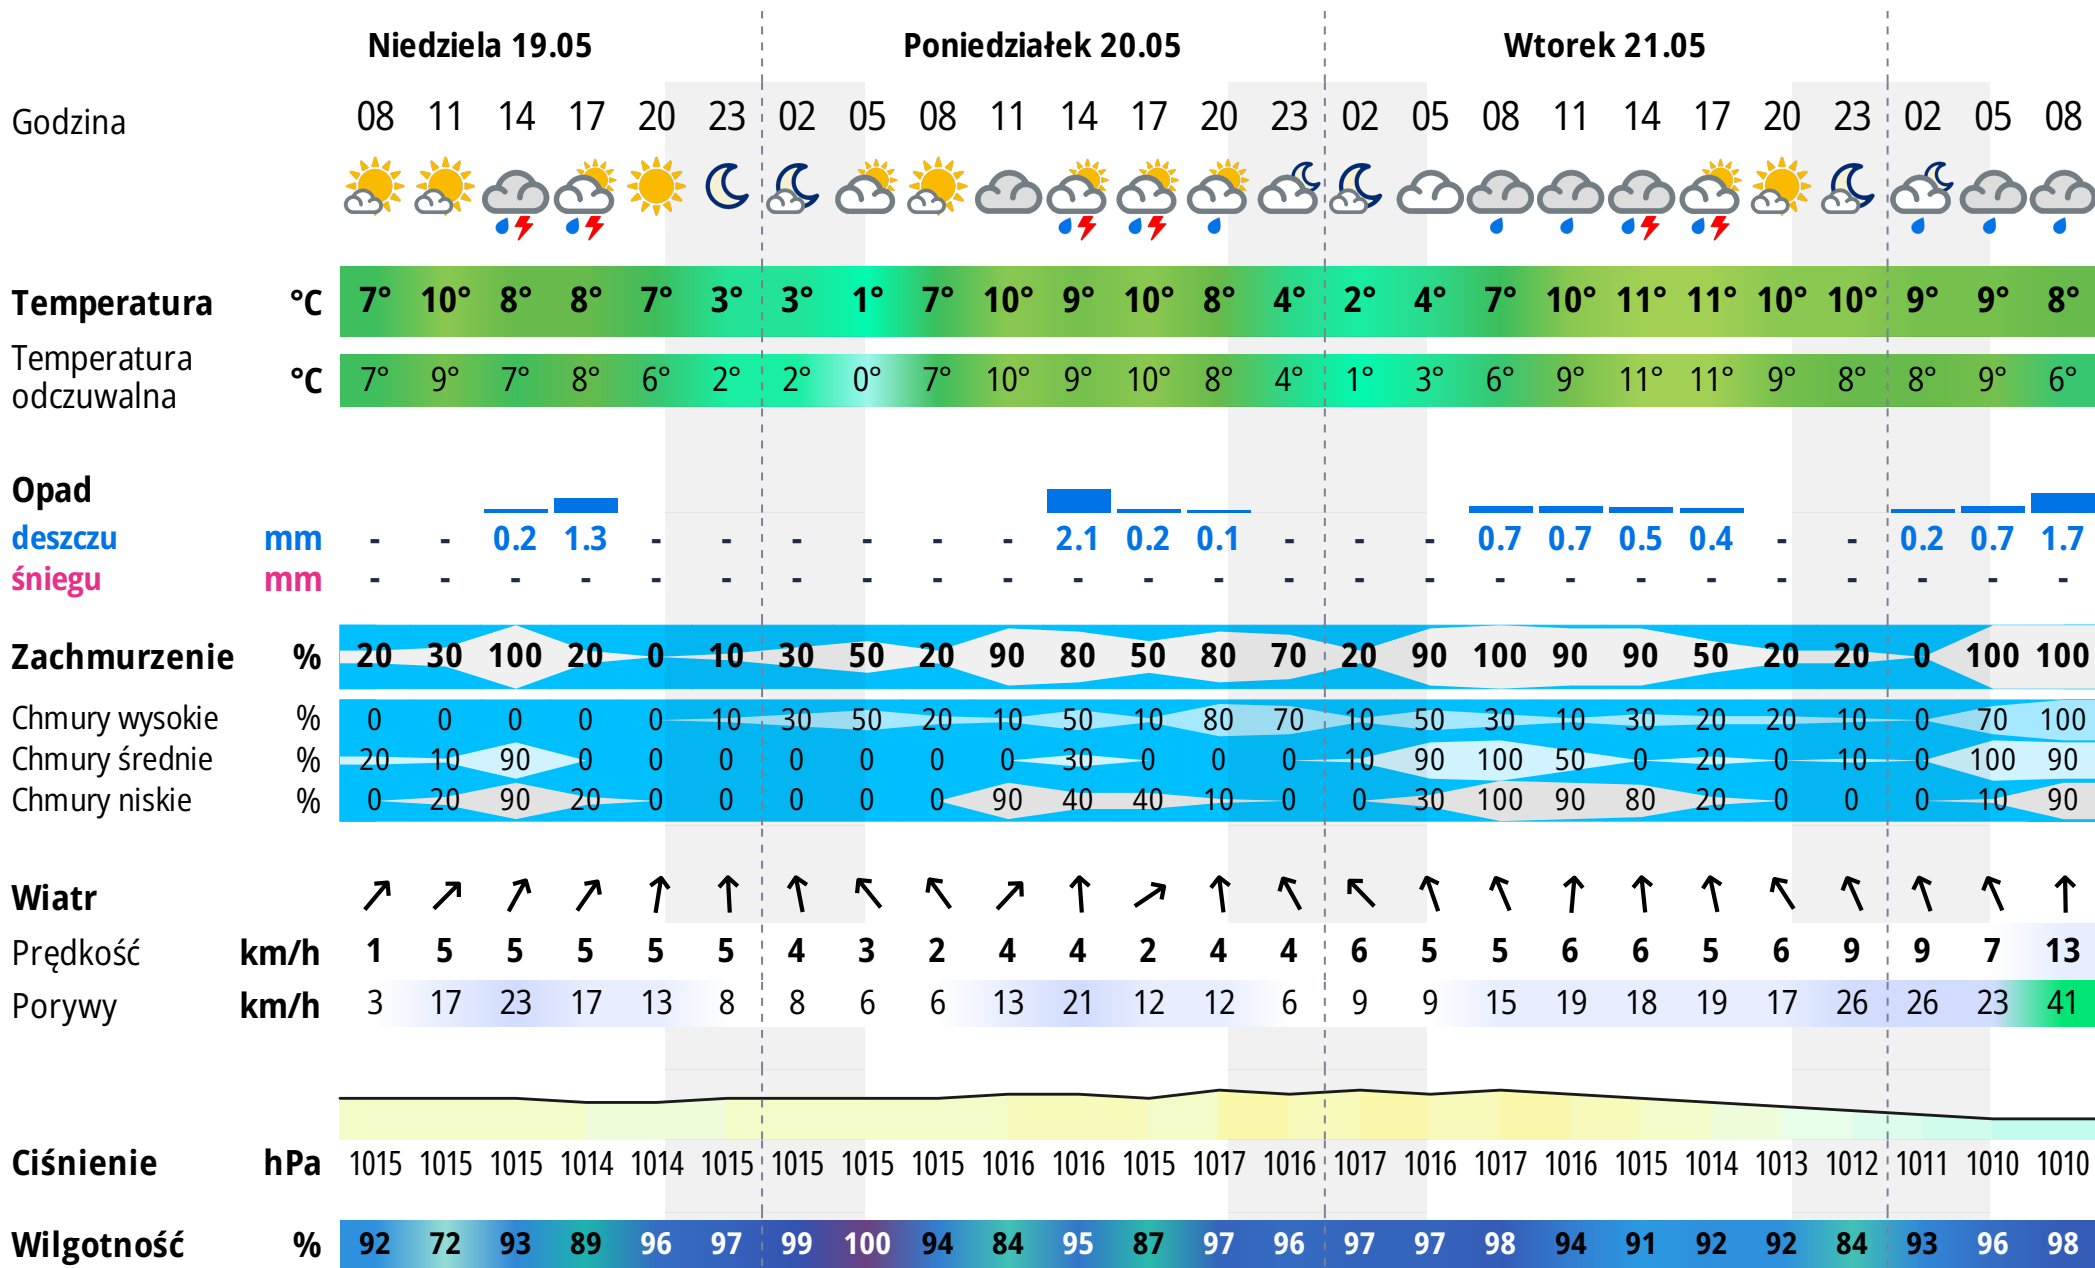 Niedziela 19.05 Poniedziałek 20.05 Wtorek 21.05
Godzina 08 11 14 17 20 23 02 05 08 11 14 17 20 23 02 05 08 11 14 17 20 23 02 05 08
Temperatura °C 7° 10° 8° 8° 7° 3° 3° 1° 7° 10° 9° 10° 8° 4° 2° 4° 7° 10° 11° 11° 10° 10° 9° 9° 8°
Temperatura
odczuwalna °C 7° 9° 7° 8° 6° 2° 2° 0° 7° 10° 9° 10° 8° 4° 1° 3° 6° 9° 11° 11° 9° 8° 8° 9° 6°
Opad
deszczu mm - - 0.2 1.3 - - - - - - 2.1 0.2 0.1 - - - 0.7 0.7 0.5 0.4 - - 0.2 0.7 1.7
śniegu mm - - - - - - - - - - - - - - - - - - - - - - - - -
Zachmurzenie % 20 30 100 20 0 10 30 50 20 90 80 50 80 70 20 90 100 90 90 50 20 20 0 100 100
Chmury wysokie % 0 0 0 0 0 10 30 50 20 10 50 10 80 70 10 50 30 10 30 20 20 10 0 70 100
Chmury średnie % 20 10 90 0 0 0 0 0 0 0 30 0 0 0 10 90 100 50 0 20 0 10 0 100 90
Chmury niskie % 0 20 90 20 0 0 0 0 0 90 40 40 10 0 0 30 100 90 80 20 0 0 0 10 90
Wiatr
Prędkość km/h 1 5 5 5 5 5 4 3 2 4 4 2 4 4 6 5 5 6 6 5 6 9 9 7 13
Porywy km/h 3 17 23 17 13 8 8 6 6 13 21 12 12 6 9 9 15 19 18 19 17 26 26 23 41
Ciśnienie hPa 1015 1015 1015 1014 1014 1015 1015 1015 1015 1016 1016 1015 1017 1016 1017 1016 1017 1016 1015 1014 1013 1012 1011 1010 1010
Wilgotność % 92 72 93 89 96 97 99 100 94 84 95 87 97 96 97 97 98 94 91 92 92 84 93 96 98